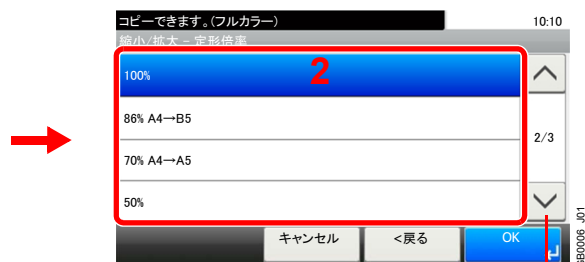 コピーできます。(フルカラー)
10:10
縮小/拡大 - 定形倍率
100%
2
86% A4→B5
2/3
70% A4→A5
50%
キャンセル
<戻る
OK
GB0006_J01